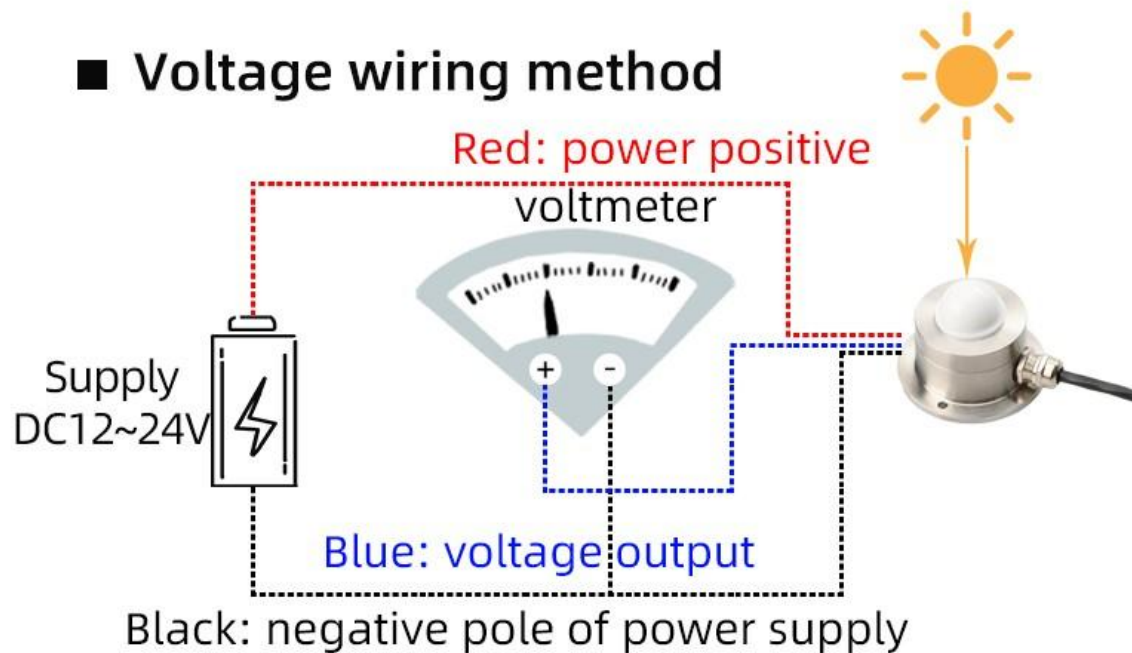 ■ Voltage wiring method
Red: power positive
voltmeter
+ -
Supply
DC12~24V
Blue: voltage output
Black: negative pole of power supply